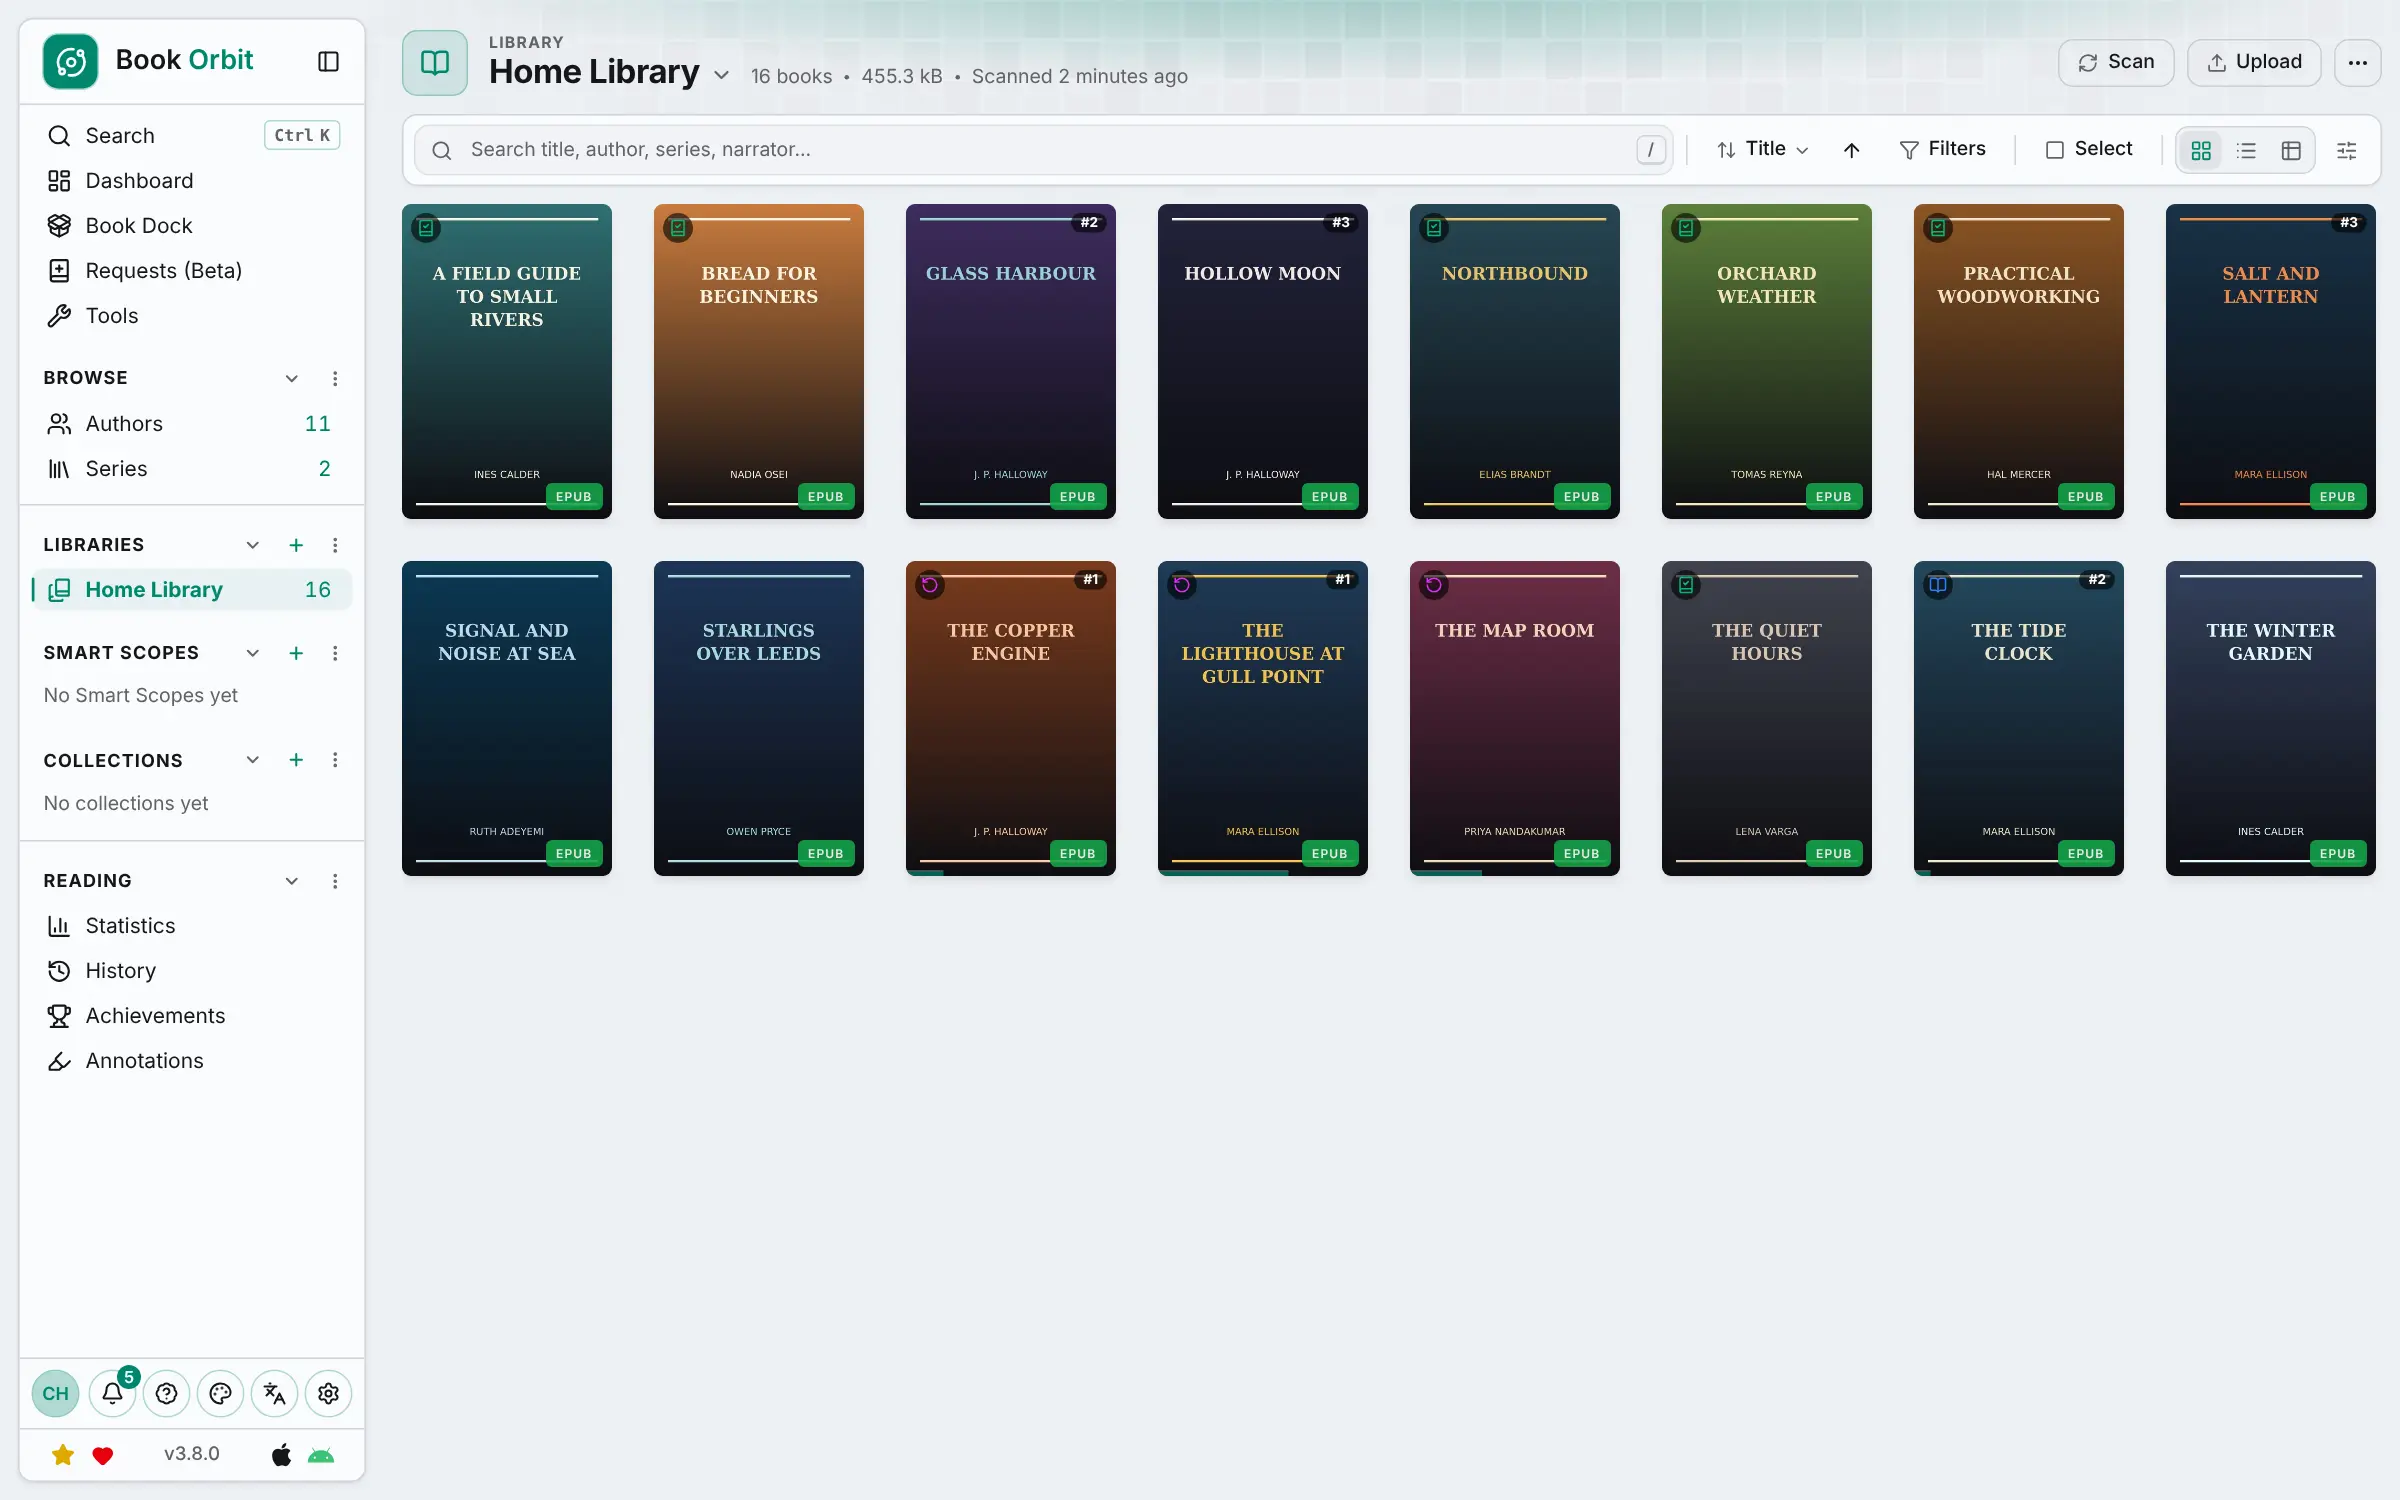 Book Orbit
Search
Ctrl K
Dashboard
Book Dock
Requests (Beta)
Tools
BROWSE
Authors 11
Series 2
LIBRARIES
Home Library 16
SMART SCOPES
No Smart Scopes yet
COLLECTIONS
No collections yet
READING
Statistics
History
Achievements
Annotations
CH
5
v3.8.0
LIBRARY
Home Library
16 books • 455.3 kB • Scanned 2 minutes ago
Scan
Upload
Search title, author, series, narrator...
/
Title
Filters
Select
A FIELD GUIDE
TO SMALL
RIVERS
INES CALDER
EPUB
BREAD FOR
BEGINNERS
NADIA OSEI
EPUB
#2
GLASS HARBOUR
J. P. HALLOWAY
EPUB
#3
HOLLOW MOON
J. P. HALLOWAY
EPUB
NORTHBOUND
ELIAS BRANDT
EPUB
ORCHARD
WEATHER
TOMAS REYNA
EPUB
PRACTICAL
WOODWORKING
HAL MERCER
EPUB
#3
SALT AND
LANTERN
MARA ELLISON
EPUB
SIGNAL AND
NOISE AT SEA
RUTH ADEYEMI
EPUB
STARLINGS
OVER LEEDS
OWEN PRYCE
EPUB
#1
THE COPPER
ENGINE
J. P. HALLOWAY
EPUB
#1
THE
LIGHTHOUSE AT
GULL POINT
MARA ELLISON
EPUB
THE MAP ROOM
PRIYA NANDAKUMAR
EPUB
THE QUIET
HOURS
LENA VARGA
EPUB
#2
THE TIDE
CLOCK
MARA ELLISON
EPUB
THE WINTER
GARDEN
INES CALDER
EPUB